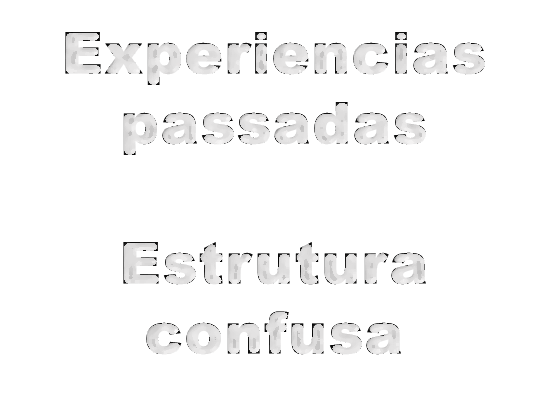 Experiencias
passadas
Estrutura
confusa